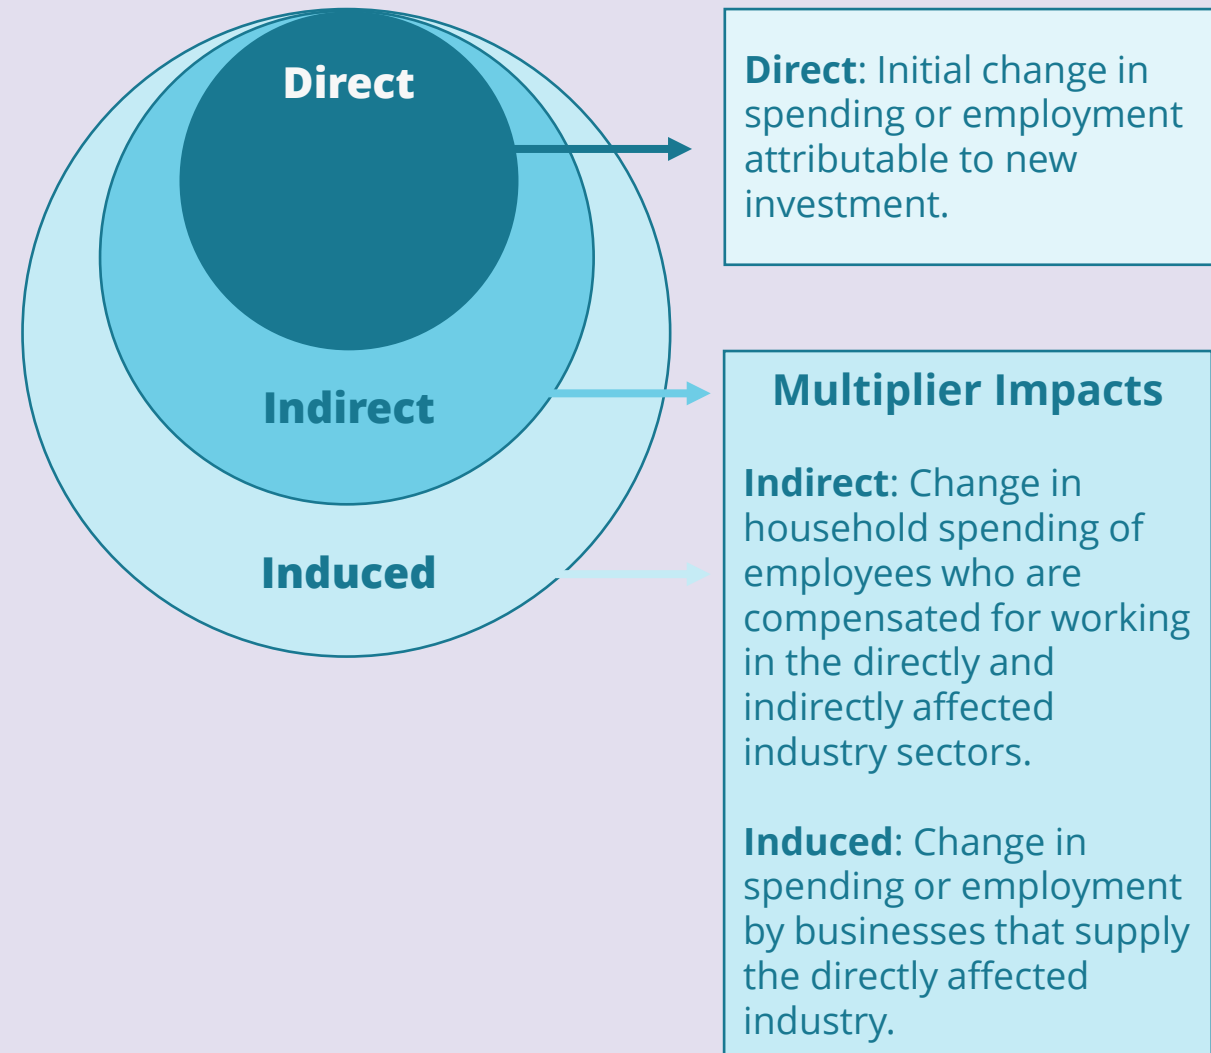 Direct
Indirect
Induced
Direct: Initial change in
spending or employment
attributable to new
investment.
Multiplier Impacts
Indirect: Change in
household spending of
employees who are
compensated for working
in the directly and
indirectly affected
industry sectors.
Induced: Change in
spending or employment
by businesses that supply
the directly affected
industry.